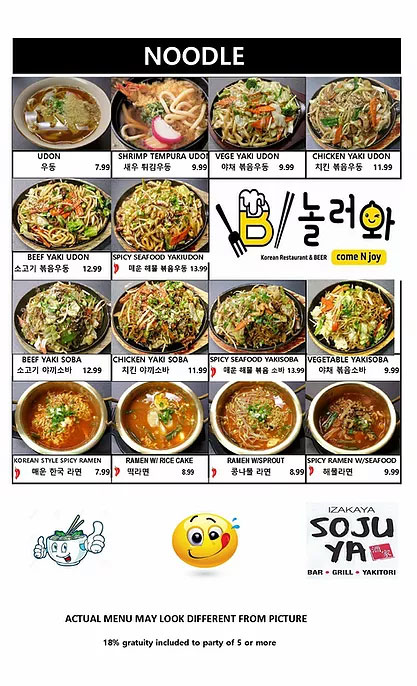 NOODLE
UDON
우동 7.99
SHRIMP TEMPURA UDON
새우 튀김우동 9.99
VEGE YAKI UDON
야채 볶음우동 9.99
CHICKEN YAKI UDON
치킨 볶음우동 11.99
BEEF YAKI UDON
소고기 볶음우동 12.99
SPICY SEAFOOD YAKIUDON
매운 해물 볶음우동 13.99
B 놀러와
Korean Restaurant & BEER
come N joy
BEEF YAKI SOBA
소고기 야끼소바 12.99
CHICKEN YAKI SOBA
치킨 야끼소바 11.99
SPICY SEAFOOD YAKISOBA
매운 해물 볶음 소바 13.99
VEGETABLE YAKISOBA
야채 볶음소바 9.99
KOREAN STYLE SPICY RAMEN
매운 한국 라면 7.99
RAMEN W/ RICE CAKE
떡라면 8.99
RAMEN W/SPROUT
콩나물 라면 8.99
SPICY RAMEN W/SEAFOOD
해물라면 9.99
IZAKAYA
SOJU
YA
酒家
BAR • GRILL • YAKITORI
ACTUAL MENU MAY LOOK DIFFERENT FROM PICTURE
18% gratuity included to party of 5 or more